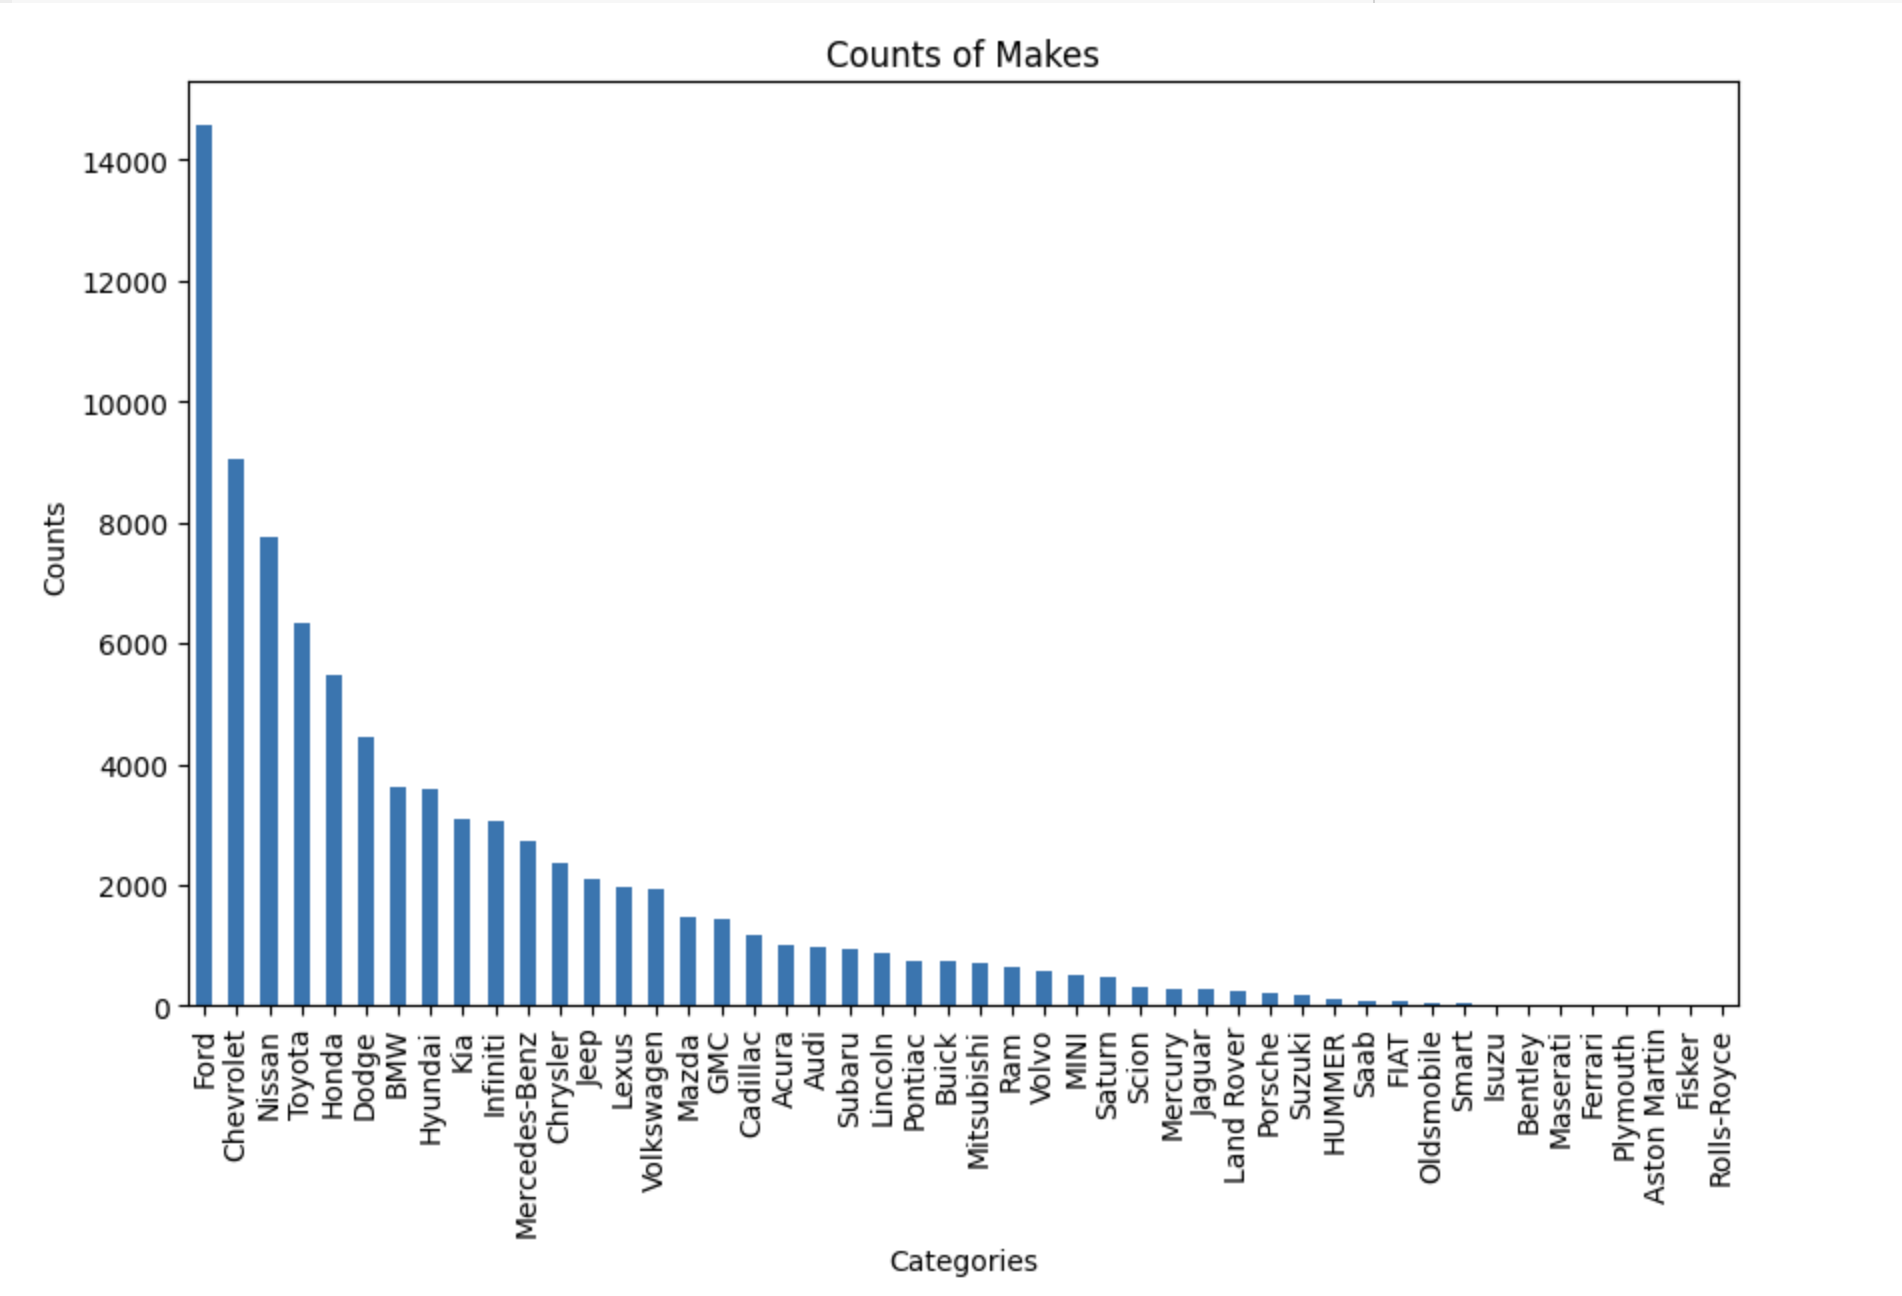 Counts of Makes
Counts
14000
12000
10000
8000
6000
4000
2000
0
Ford
Chevrolet
Nissan
Toyota
Honda
Dodge
BMW
Hyundai
Kia
Infiniti
Mercedes-Benz
Chrysler
Jeep
Lexus
Volkswagen
Mazda
GMC
Cadillac
Acura
Audi
Subaru
Lincoln
Pontiac
Buick
Mitsubishi
Ram
Volvo
MINI
Saturn
Scion
Mercury
Jaguar
Land Rover
Porsche
Suzuki
HUMMER
Saab
FIAT
Oldsmobile
Smart
Isuzu
Bentley
Maserati
Ferrari
Plymouth
Aston Martin
Fisker
Rolls-Royce
Categories